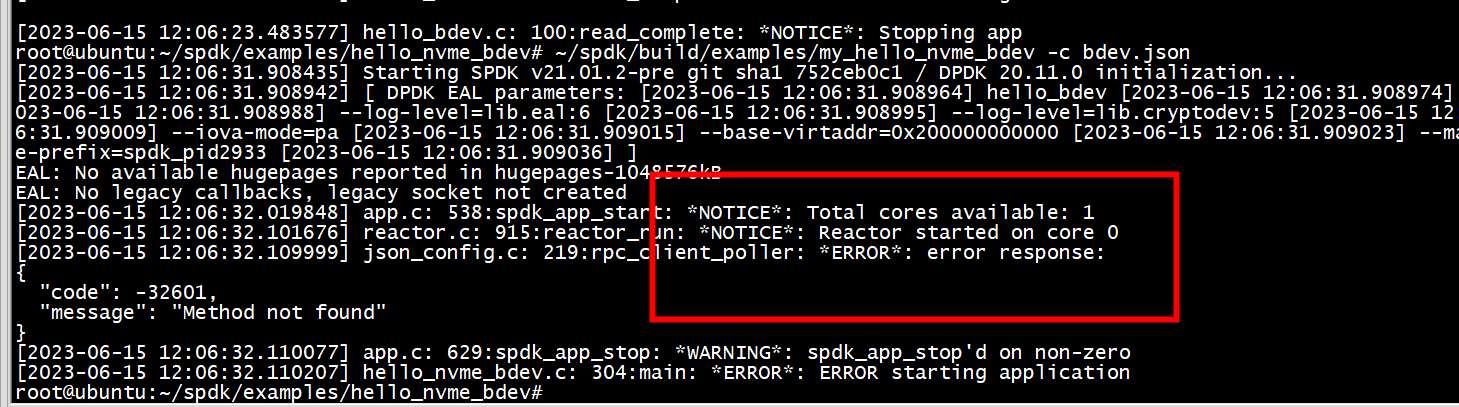 [2023-06-15 12:06:23.483577] hello_bdev.c: 100:read_complete: *NOTICE*: Stopping app
root@ubuntu:~/spdk/examples/hello_nvme_bdev# ~/spdk/build/examples/my_hello_nvme_bdev -c bdev.json
[2023-06-15 12:06:31.908435] Starting SPDK v21.01.2-pre git sha1 752ceb0c1 / DPDK 20.11.0 initialization...
[2023-06-15 12:06:31.908942] [ DPDK EAL parameters: [2023-06-15 12:06:31.908964] hello_bdev [2023-06-15 12:06:31.908974]
023-06-15 12:06:31.908988] --log-level=lib.eal:6 [2023-06-15 12:06:31.908995] --log-level=lib.cryptodev:5 [2023-06-15 12
6:31.909009] --iova-mode=pa [2023-06-15 12:06:31.909015] --base-virtaddr=0x200000000000 [2023-06-15 12:06:31.909023] --ma
e-prefix=spdk_pid2933 [2023-06-15 12:06:31.909036] ]
EAL: No available hugepages reported in hugepages-1048576kB
EAL: No legacy callbacks, legacy socket not created
[2023-06-15 12:06:32.019848] app.c: 538:spdk_app_start: *NOTICE*: Total cores available: 1
[2023-06-15 12:06:32.101676] reactor.c: 915:reactor_run: *NOTICE*: Reactor started on core 0
[2023-06-15 12:06:32.109999] json_config.c: 219:rpc_client_poller: *ERROR*: error response:
{
  "code": -32601,
  "message": "Method not found"
}
[2023-06-15 12:06:32.110077] app.c: 629:spdk_app_stop: *WARNING*: spdk_app_stop'd on non-zero
[2023-06-15 12:06:32.110207] hello_nvme_bdev.c: 304:main: *ERROR*: ERROR starting application
root@ubuntu:~/spdk/examples/hello_nvme_bdev#